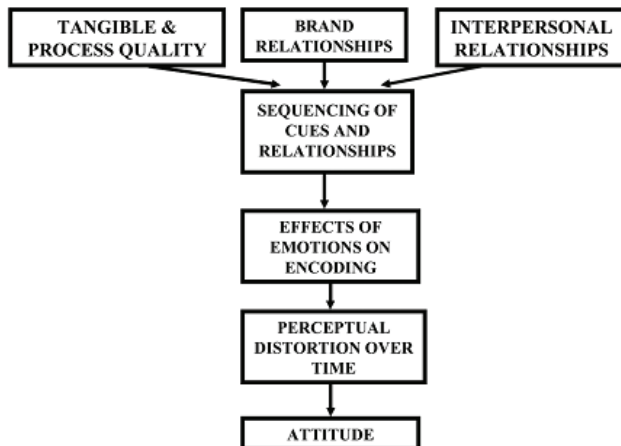 TANGIBLE &
PROCESS QUALITY
BRAND
RELATIONSHIPS
INTERPERSONAL
RELATIONSHIPS
SEQUENCING OF
CUES AND
RELATIONSHIPS
EFFECTS OF
EMOTIONS ON
ENCODING
PERCEPTUAL
DISTORTION OVER
TIME
ATTITUDE